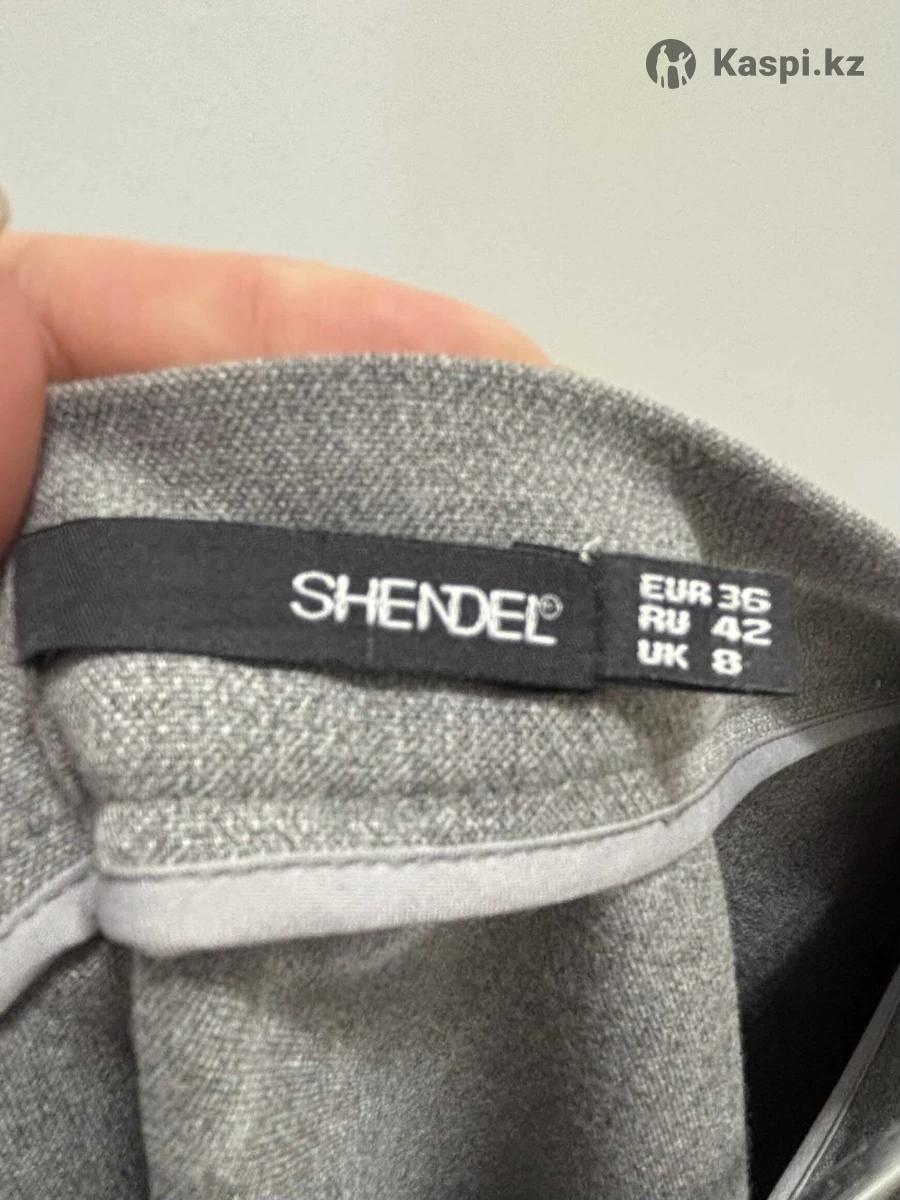 Kaspi.kz
SHENDEL©
EUR 36
RU 42
UK 8